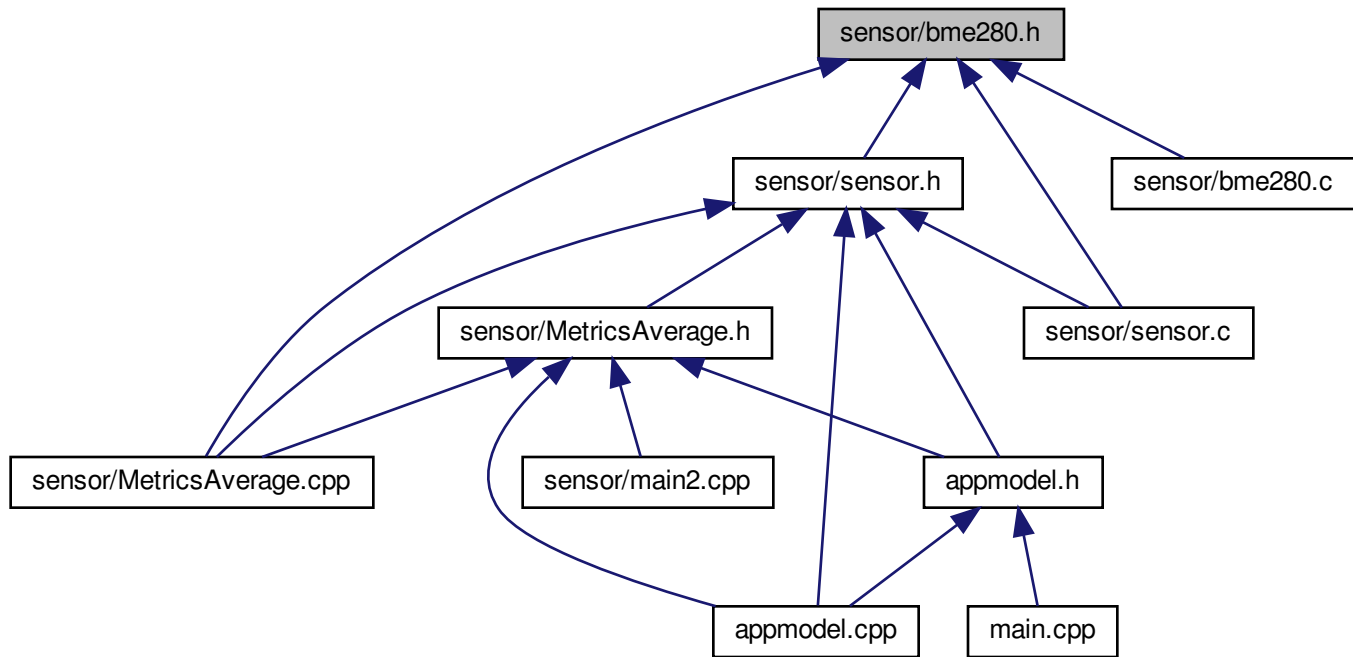 sensor/bme280.h
sensor/sensor.h
sensor/bme280.c
sensor/MetricsAverage.h
sensor/sensor.c
sensor/MetricsAverage.cpp
sensor/main2.cpp
appmodel.h
appmodel.cpp
main.cpp